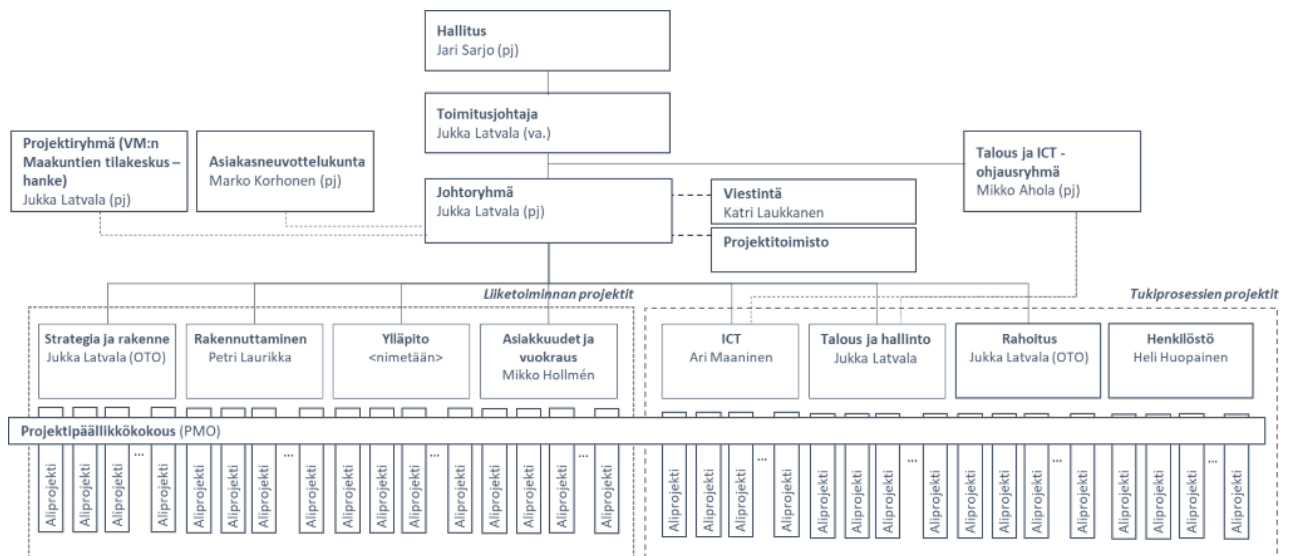 Hallitus
Jari Sarjo (pj)
Toimitusjohtaja
Jukka Latvala (va.)
Projektiryhmä (VM:n
Maakuntien tilakeskus –
hanke)
Jukka Latvala (pj)
Asiakasneuvottelukunta
Marko Korhonen (pj)
Talous ja ICT -
ohjausryhmä
Mikko Ahola (pj)
Johtoryhmä
Jukka Latvala (pj)
Viestintä
Katri Laukkanen
Projektitoimisto
Liiketoiminnan projektit
Tukiprosessien projektit
Strategia ja rakenne
Jukka Latvala (OTO)
Rakennuttaminen
Petri Laurikka
Ylläpito
<nimetään>
Asiakkuudet ja
vuokraus
Mikko Hollmén
ICT
Ari Maaninen
Talous ja hallinto
Jukka Latvala
Rahoitus
Jukka Latvala (OTO)
Henkilöstö
Heli Huopainen
Projektipäällikkökokous (PMO)
Aliprojekti
Aliprojekti
Aliprojekti
...
Aliprojekti
Aliprojekti
Aliprojekti
Aliprojekti
...
Aliprojekti
Aliprojekti
Aliprojekti
Aliprojekti
...
Aliprojekti
Aliprojekti
Aliprojekti
Aliprojekti
...
Aliprojekti
Aliprojekti
Aliprojekti
Aliprojekti
...
Aliprojekti
Aliprojekti
Aliprojekti
Aliprojekti
...
Aliprojekti
Aliprojekti
Aliprojekti
Aliprojekti
...
Aliprojekti
Aliprojekti
Aliprojekti
Aliprojekti
...
Aliprojekti